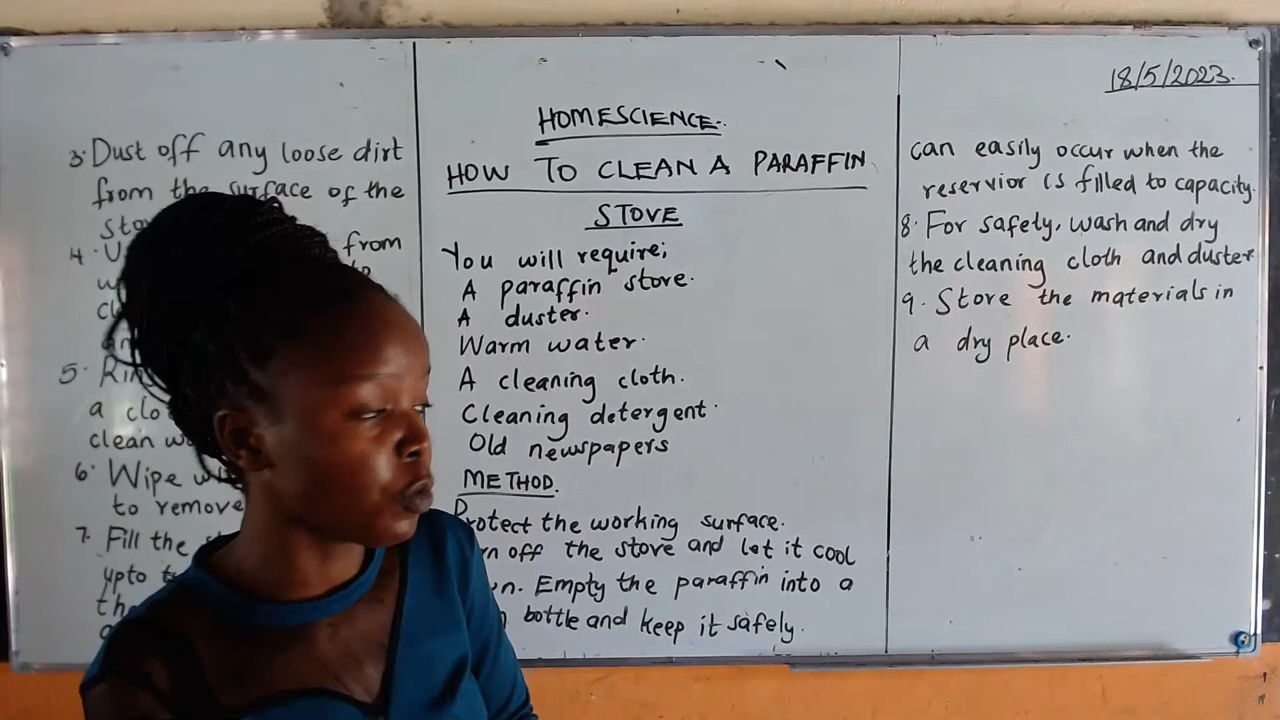 18/5/2023.
HOMESCIENCE.
HOW TO CLEAN A PARAFFIN
STOVE
You will require;
A paraffin stove.
A duster.
Warm water.
A cleaning cloth.
Cleaning detergent.
Old newspapers
METHOD.
Protect the working surface.
off the stove and let it cool
Empty the paraffin into a
bottle and keep it safely.
3. Dust off any loose dirt
from the surface of the
4.
from
5.
a
clean
6. Wipe
to remove
7. Fill the
upto
can easily occur when the
reservior is filled to capacity.
8. For safety, wash and dry
the cleaning cloth and duster.
9. Store the materials in
a dry place.